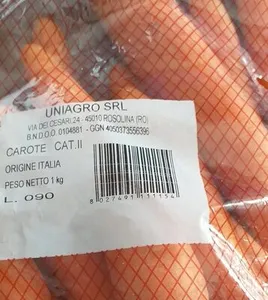 UNIAGRO SRL
VIA DEI CESARI, 24 - 45010 ROSOLINA (RO)
B.N.D.O.O 0104881 - GGN 4050373556396
CAROTE CAT.II
ORIGINE ITALIA
PESO NETTO 1 kg
L. 090
8027491111154